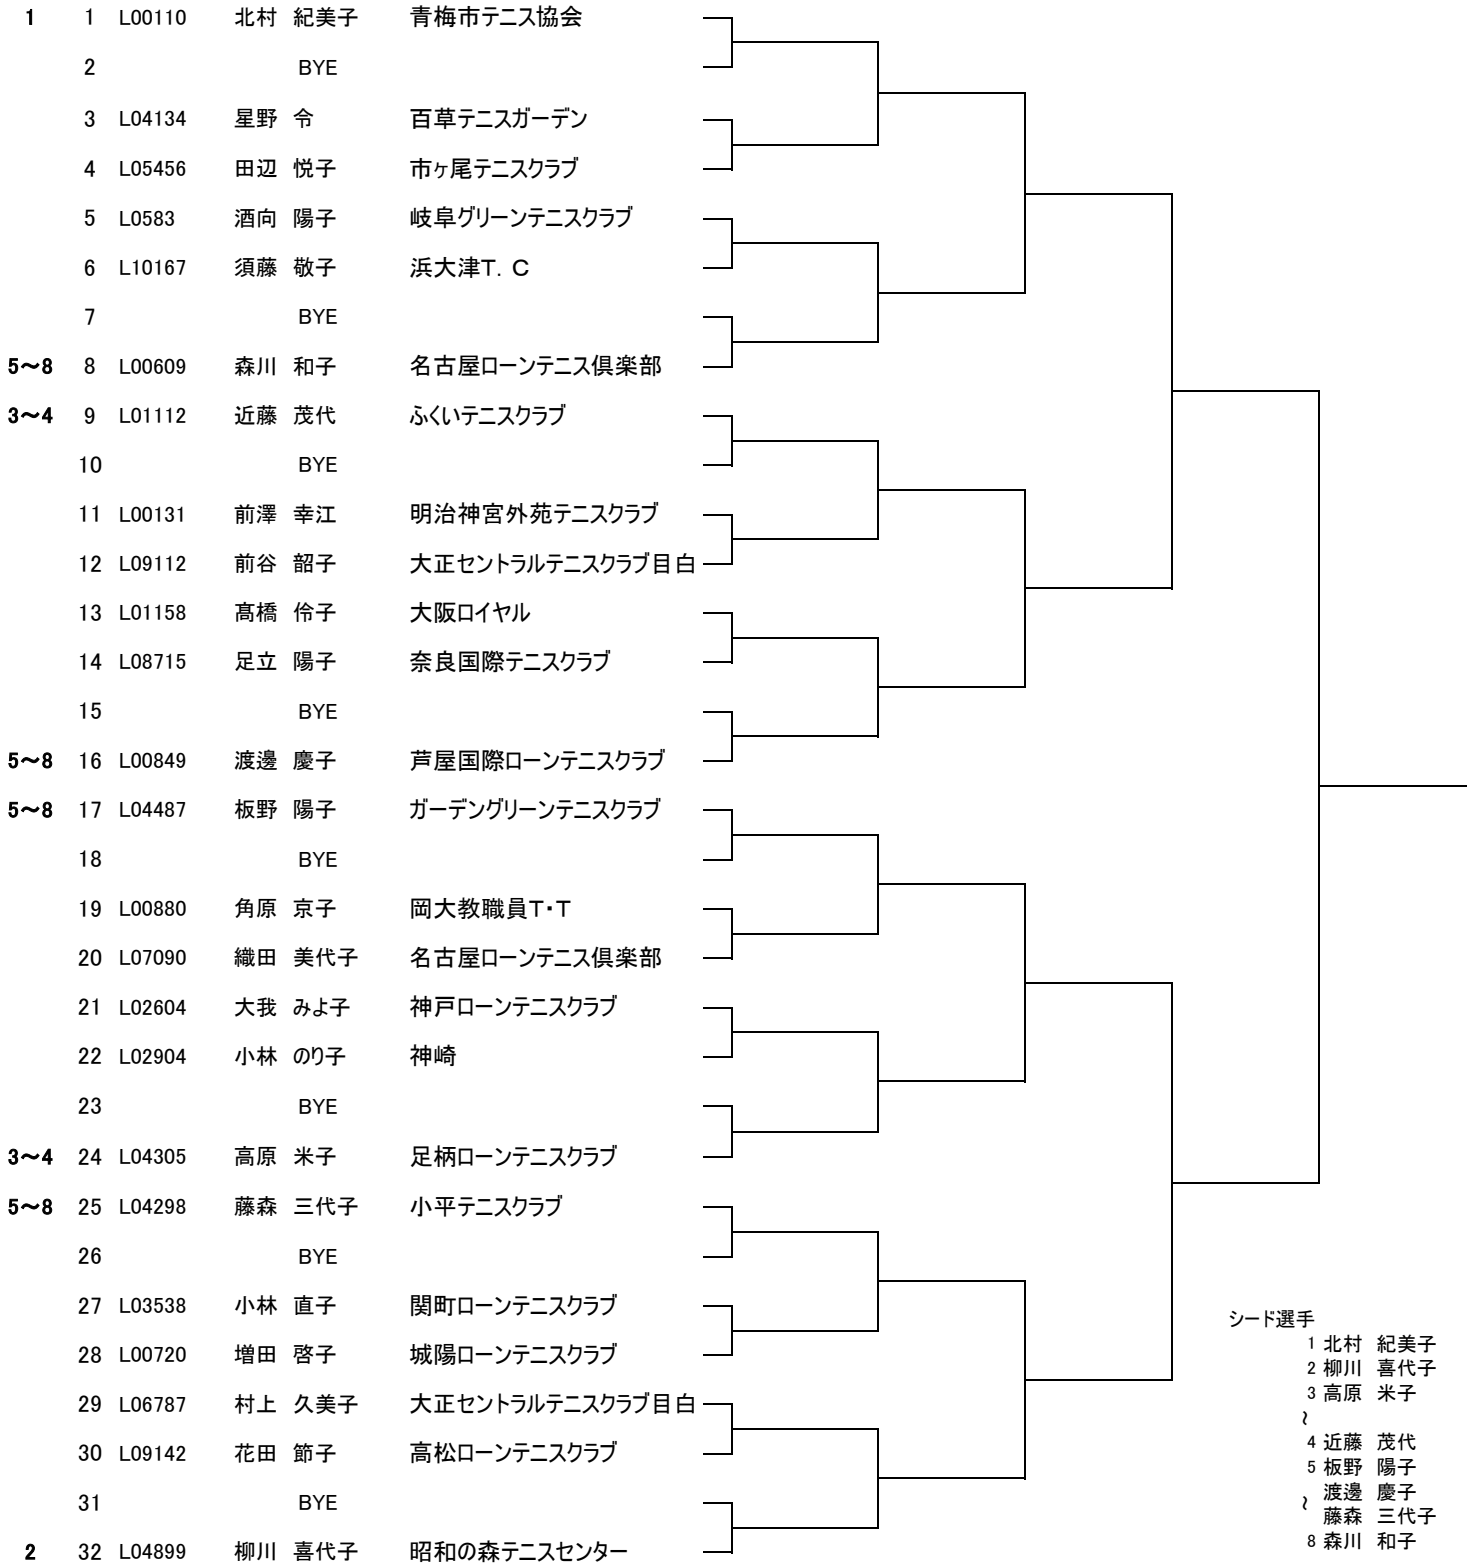 1 1 L00110 北村 紀美子 青梅市テニス協会
2 BYE
3 L04134 星野 令 百草テニスガーデン
4 L05456 田辺 悦子 市ヶ尾テニスクラブ
5 L0583 酒向 陽子 岐阜グリーンテニスクラブ
6 L10167 須藤 敬子 浜大津T. C
7 BYE
5～8 8 L00609 森川 和子 名古屋ローンテニス倶楽部
3～4 9 L01112 近藤 茂代 ふくいテニスクラブ
10 BYE
11 L00131 前澤 幸江 明治神宮外苑テニスクラブ
12 L09112 前谷 韶子 大正セントラルテニスクラブ目白
13 L01158 髙橋 伶子 大阪ロイヤル
14 L08715 足立 陽子 奈良国際テニスクラブ
15 BYE
5～8 16 L00849 渡邊 慶子 芦屋国際ローンテニスクラブ
5～8 17 L04487 板野 陽子 ガーデングリーンテニスクラブ
18 BYE
19 L00880 角原 京子 岡大教職員T・T
20 L07090 織田 美代子 名古屋ローンテニス倶楽部
21 L02604 大我 みよ子 神戸ローンテニスクラブ
22 L02904 小林 のり子 神崎
23 BYE
3～4 24 L04305 高原 米子 足柄ローンテニスクラブ
5～8 25 L04298 藤森 三代子 小平テニスクラブ
26 BYE
27 L03538 小林 直子 関町ローンテニスクラブ
28 L00720 増田 啓子 城陽ローンテニスクラブ
29 L06787 村上 久美子 大正セントラルテニスクラブ目白
30 L09142 花田 節子 高松ローンテニスクラブ
31 BYE
2 32 L04899 柳川 喜代子 昭和の森テニスセンター
シード選手
1 北村 紀美子
2 柳川 喜代子
3 高原 米子
～
4 近藤 茂代
5 板野 陽子
渡邊 慶子
～
藤森 三代子
8 森川 和子